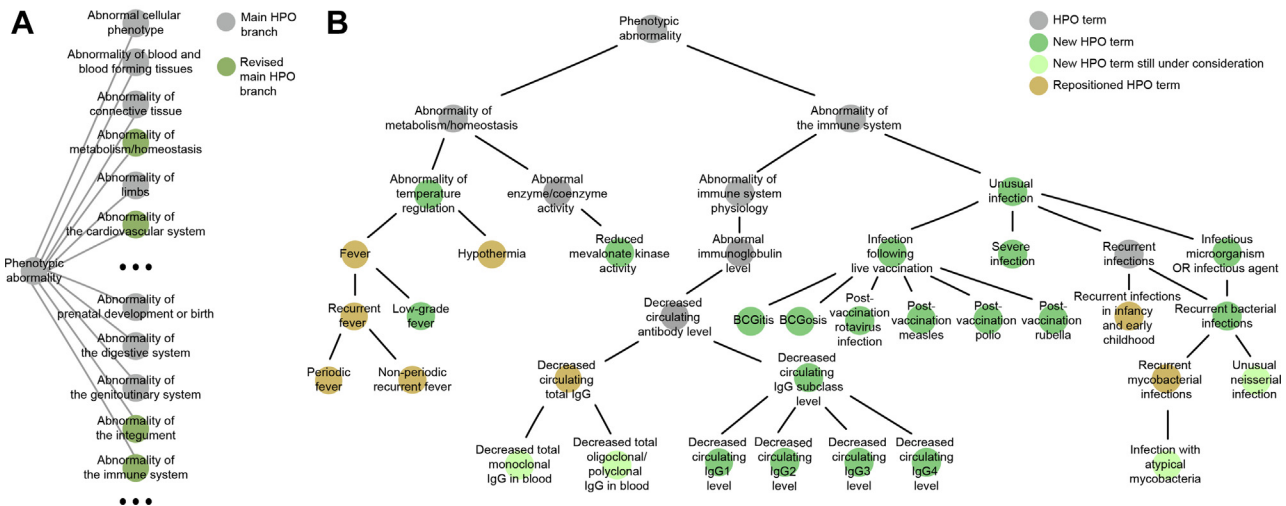 A
Abnormal cellular
phenotype
Abnormality of blood and
blood forming tissues
Abnormality of
connective tissue
Abnormality of
metabolism/homeostasis
Abnormality of
limbs
Abnormality of
the cardiovascular system
•••
Phenotypic
abormality
Abnormality of
prenatal development or birth
Abnormality of
the digestive system
Abnormality of
the genitoutinary system
Abnormality of
the integument
Abnormality of
the immune system
•••
Main HPO
branch
Revised
main HPO
branch
B
Phenotypic
abnormality
HPO term
New HPO term
New HPO term still under consideration
Repositioned HPO term
Abnormality of
metabolism/homeostasis
Abnormality of
the immune system
Abnormality of
temperature
regulation
Abnormal
enzyme/coenzyme
activity
Abnormality of
immune system
physiology
Unusual
infection
Fever
Hypothermia
Reduced
mevalonate kinase
activity
Abnormal
immunoglobulin
level
Infection
following
live vaccination
Severe
infection
Recurrent
infections
Infectious
microorganism
OR infectious agent
Recurrent
fever
Low-grade
fever
Decreased
circulating
antibody level
BCGitis
BCGosis
Post-
vaccination
rotavirus
infection
Post-
vaccination
measles
Post-
vaccination
polio
Post-
vaccination
rubella
Recurrent infections
in infancy
and early
childhood
Recurrent bacterial
infections
Periodic
fever
Non-periodic
recurrent fever
Decreased
circulating
total IgG
Decreased
circulating
IgG subclass
level
Recurrent
mycobacterial
infections
Unusual
neisserial
infection
Decreased total
monoclonal
IgG in blood
Decreased total
oligoclonal/
polyclonal
IgG in blood
Decreased
circulating
IgG1
level
Decreased
circulating
IgG2
level
Decreased
circulating
IgG3
level
Decreased
circulating
IgG4
level
Infection with
atypical
mycobacteria